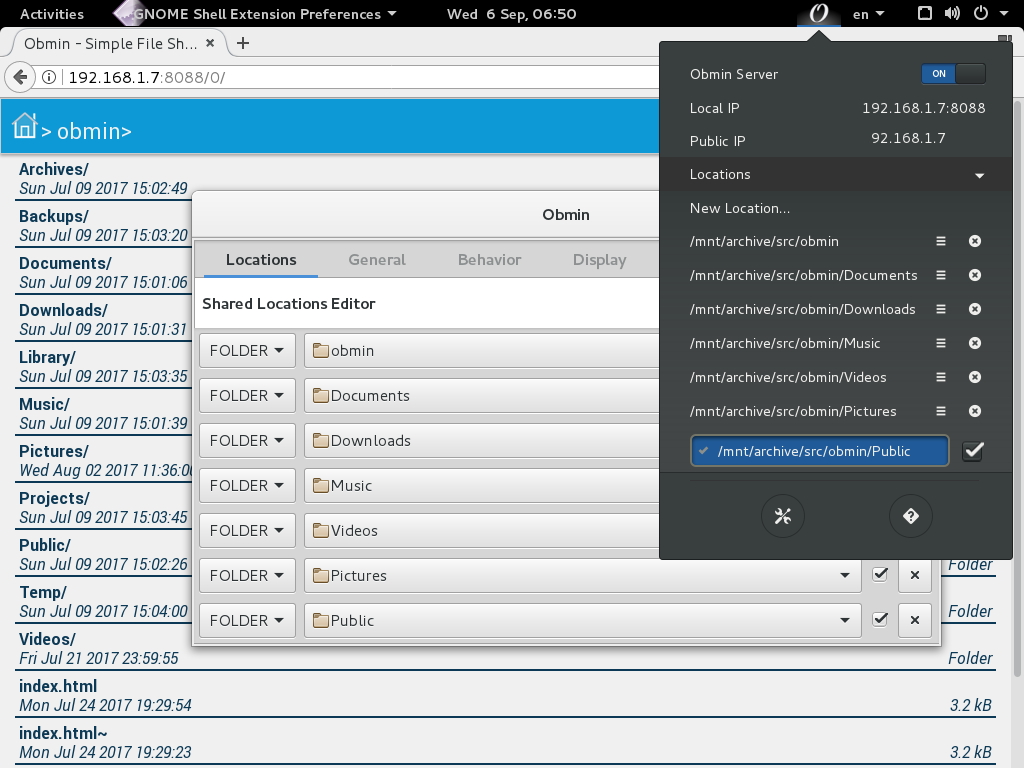 Activities GNOME Shell Extension Preferences Wed 6 Sep, 06:50 O en
Obmin - Simple File Sh... × +
192.168.1.7:8088/0/
> obmin>
Archives/
Sun Jul 09 2017 15:02:49
Backups/
Sun Jul 09 2017 15:03:20
Documents/
Sun Jul 09 2017 15:01:06
Downloads/
Sun Jul 09 2017 15:01:31
Library/
Sun Jul 09 2017 15:03:35
Music/
Sun Jul 09 2017 15:01:39
Pictures/
Wed Aug 02 2017 11:36:00
Projects/
Sun Jul 09 2017 15:03:45
Public/
Sun Jul 09 2017 15:02:26 Folder
Temp/
Sun Jul 09 2017 15:04:00 Folder
Videos/
Fri Jul 21 2017 23:59:55 Folder
index.html
Mon Jul 24 2017 19:29:54 3.2 kB
index.html~
Mon Jul 24 2017 19:29:23 3.2 kB
Obmin
Locations General Behavior Display
Shared Locations Editor
FOLDER obmin
FOLDER Documents
FOLDER Downloads
FOLDER Music
FOLDER Videos
FOLDER Pictures
FOLDER Public
Obmin Server ON
Local IP 192.168.1.7:8088
Public IP 92.168.1.7
Locations
New Location...
/mnt/archive/src/obmin
/mnt/archive/src/obmin/Documents
/mnt/archive/src/obmin/Downloads
/mnt/archive/src/obmin/Music
/mnt/archive/src/obmin/Videos
/mnt/archive/src/obmin/Pictures
/mnt/archive/src/obmin/Public